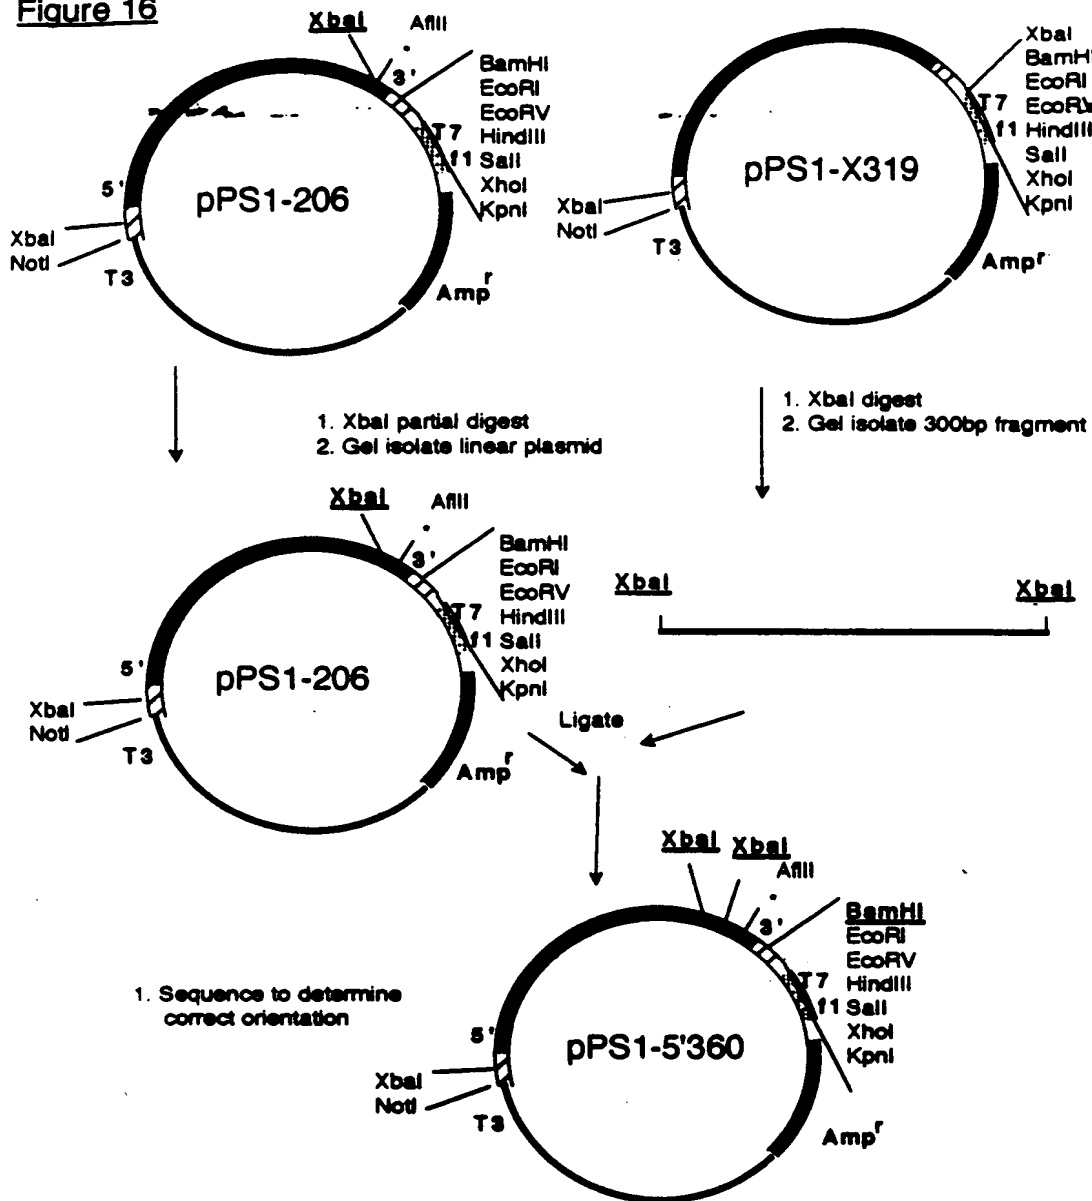 Figure 16
XbaI
AflII
3'
BamHI
EcoRI
EcoRV
T7 HindIII
f1 SalI
XhoI
KpnI
5'
pPS1-206
XbaI
NotI
T3
Amp r
XbaI
BamHI
EcoRI
T7 EcoRV
f1 HindIII
SalI
XhoI
KpnI
pPS1-X319
XbaI
NotI
T3
Amp r
1. XbaI partial digest
2. Gel isolate linear plasmid
1. XbaI digest
2. Gel isolate 300bp fragment
XbaI
AflII
3'
BamHI
EcoRI
EcoRV
T7 HindIII
f1 SalI
XhoI
KpnI
5'
pPS1-206
XbaI
NotI
T3
Amp r
XbaI XbaI
Ligate
XbaI XbaI
AflII
3'
BamHI
EcoRI
EcoRV
T7 HindIII
f1 SalI
XhoI
KpnI
1. Sequence to determine
correct orientation
5'
pPS1-5'360
XbaI
NotI
T3
Amp r